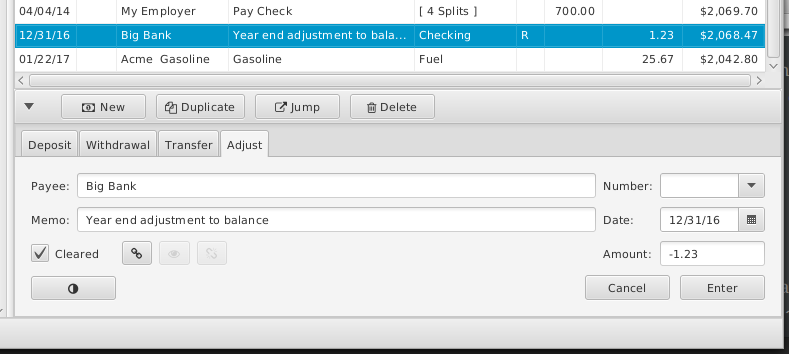 04/04/14 My Employer Pay Check [ 4 Splits ] 700.00 $2,069.70
12/31/16 Big Bank Year end adjustment to bala... Checking R 1.23 $2,068.47
01/22/17 Acme  Gasoline Gasoline Fuel 25.67 $2,042.80
New Duplicate Jump Delete
Deposit Withdrawal Transfer Adjust
Payee: Big Bank Number:
Memo: Year end adjustment to balance Date: 12/31/16
Cleared Amount: -1.23
Cancel Enter